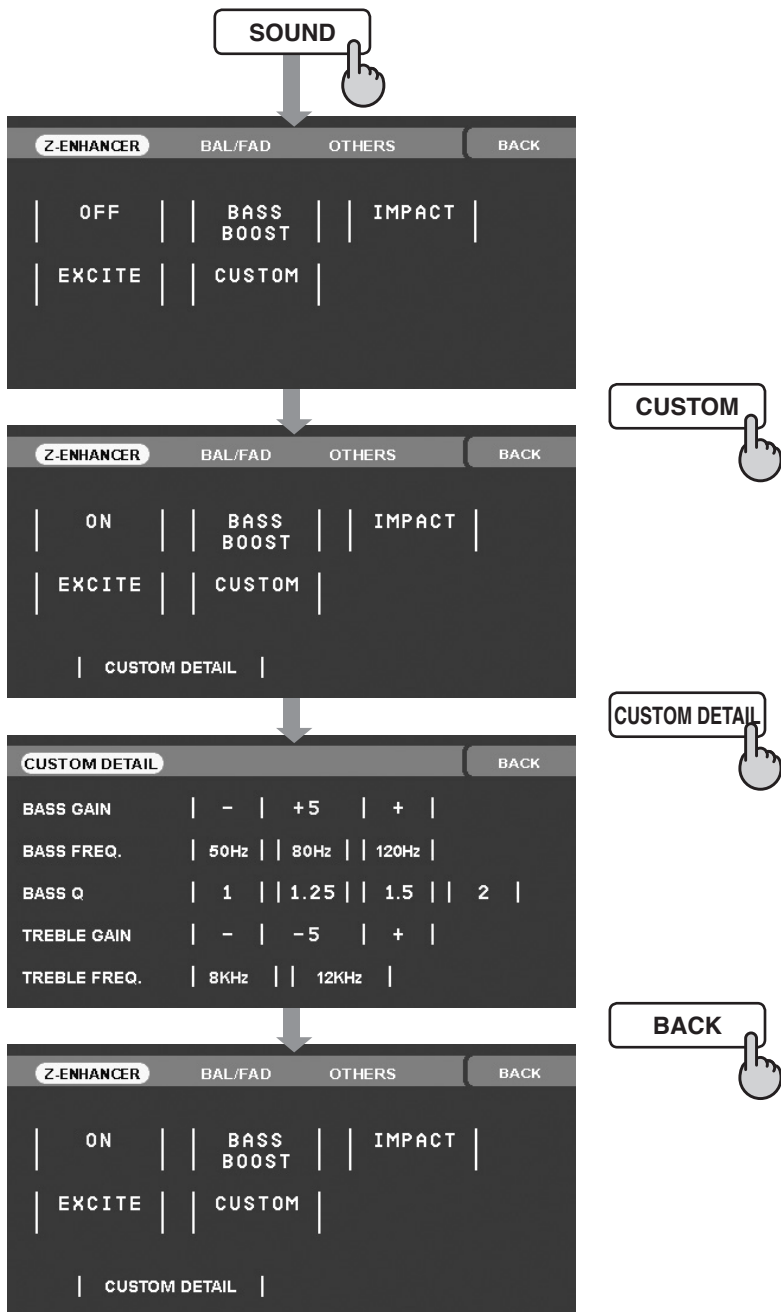 SOUND
Z-ENHANCER BAL/FAD OTHERS BACK
OFF BASS BOOST IMPACT
EXCITE CUSTOM
CUSTOM
Z-ENHANCER BAL/FAD OTHERS BACK
ON BASS BOOST IMPACT
EXCITE CUSTOM
CUSTOM DETAIL
CUSTOM DETAIL
CUSTOM DETAIL BACK
BASS GAIN - +5 +
BASS FREQ. 50Hz 80Hz 120Hz
BASS Q 1 1.25 1.5 2
TREBLE GAIN - -5 +
TREBLE FREQ. 8KHz 12KHz
BACK
Z-ENHANCER BAL/FAD OTHERS BACK
ON BASS BOOST IMPACT
EXCITE CUSTOM
CUSTOM DETAIL